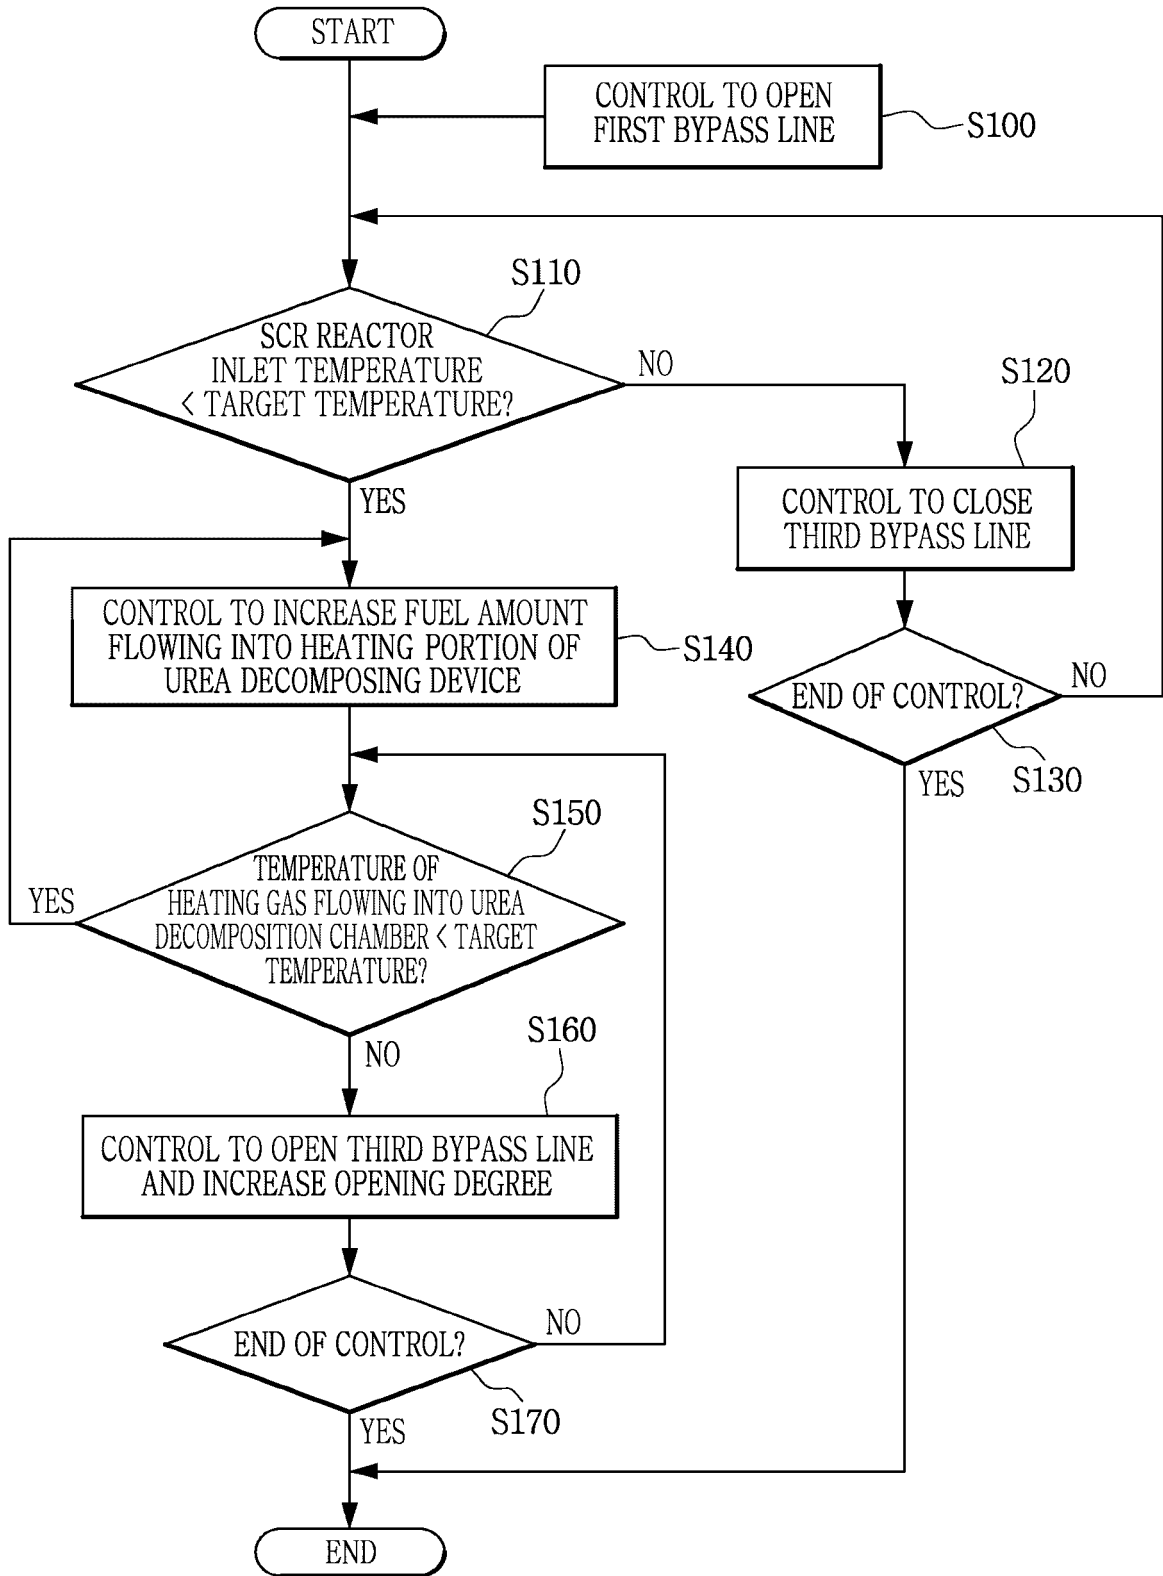 START
CONTROL TO OPEN
FIRST BYPASS LINE
S100
S110
SCR REACTOR
INLET TEMPERATURE
< TARGET TEMPERATURE?
NO
YES
S120
CONTROL TO CLOSE
THIRD BYPASS LINE
CONTROL TO INCREASE FUEL AMOUNT
FLOWING INTO HEATING PORTION OF
UREA DECOMPOSING DEVICE
S140
END OF CONTROL?
NO
S130
YES
S150
TEMPERATURE OF
HEATING GAS FLOWING INTO UREA
DECOMPOSITION CHAMBER < TARGET
TEMPERATURE?
YES
NO
S160
CONTROL TO OPEN THIRD BYPASS LINE
AND INCREASE OPENING DEGREE
END OF CONTROL?
NO
S170
YES
END